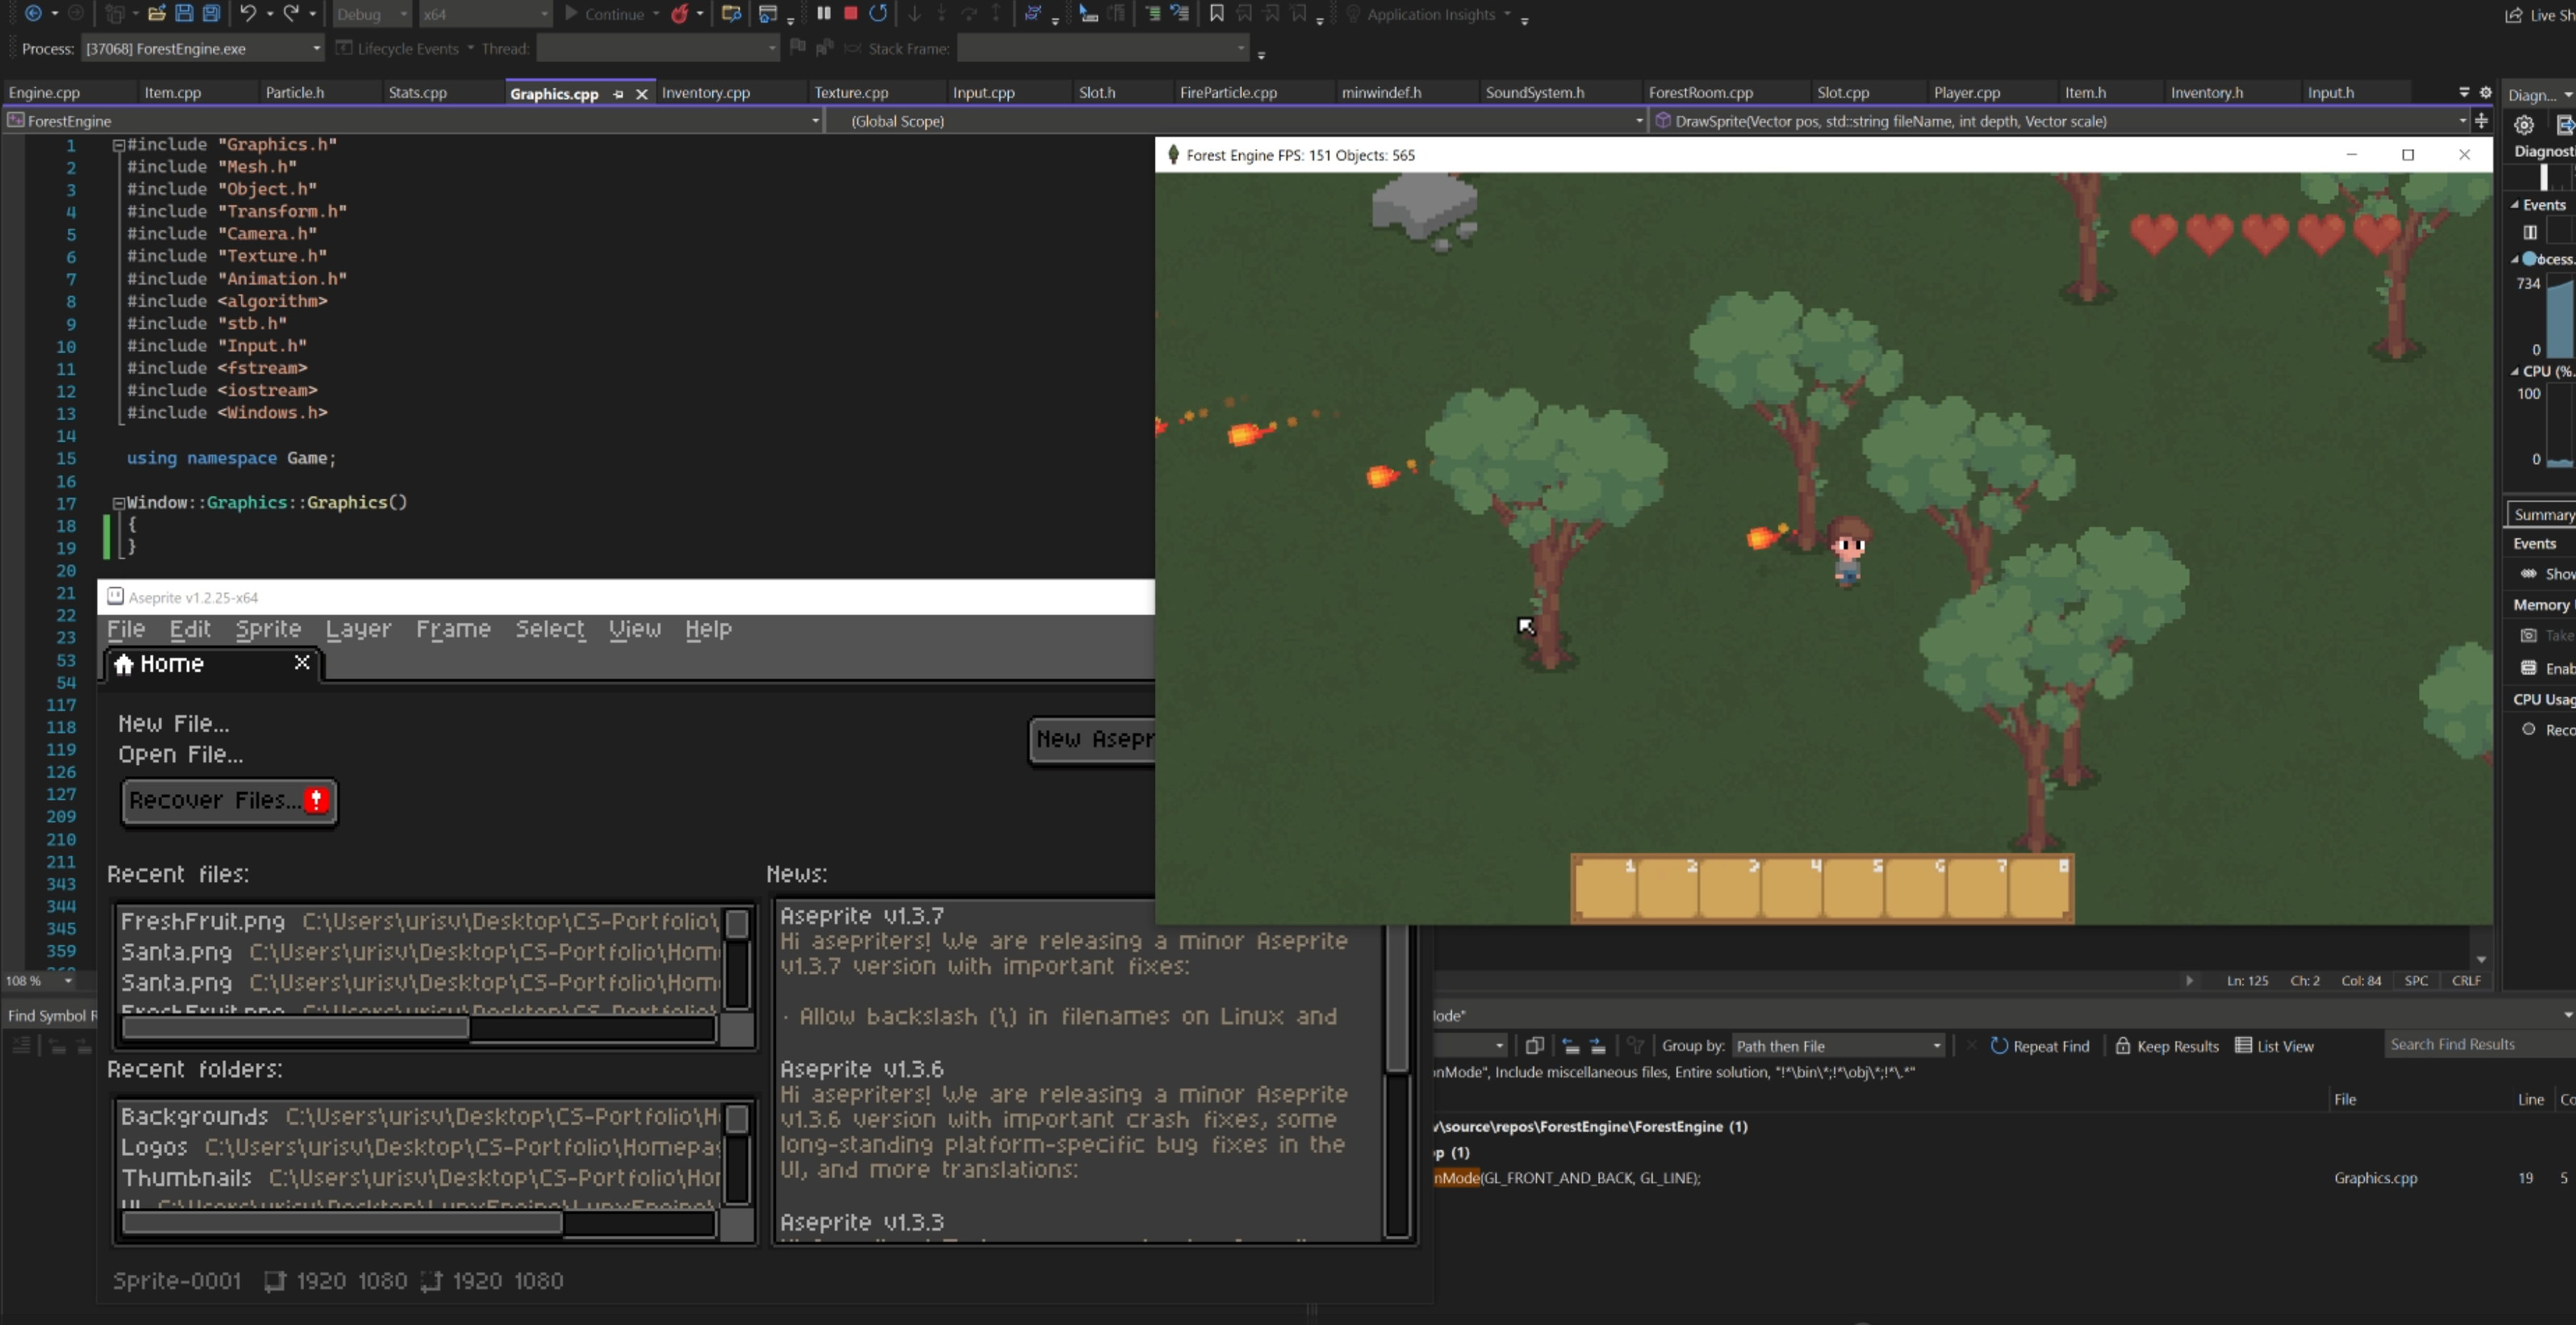 Debug x64 Continue Application Insights Live Sh
Process: [37068] ForestEngine.exe Lifecycle Events Thread: Stack Frame:
Engine.cpp Item.cpp Particle.h Stats.cpp Graphics.cpp Inventory.cpp Texture.cpp Input.cpp Slot.h FireParticle.cpp minwindef.h SoundSystem.h ForestRoom.cpp Slot.cpp Player.cpp Item.h Inventory.h Input.h
ForestEngine (Global Scope) DrawSprite(Vector pos, std::string fileName, int depth, Vector scale)
1 #include "Graphics.h"
2 #include "Mesh.h"
3 #include "Object.h"
4 #include "Transform.h"
5 #include "Camera.h"
6 #include "Texture.h"
7 #include "Animation.h"
8 #include <algorithm>
9 #include "stb.h"
10 #include "Input.h"
11 #include <fstream>
12 #include <iostream>
13 #include <Windows.h>
14
15 using namespace Game;
16
17 Window::Graphics::Graphics()
18 {
19 }
20
21
22
23
53
54
117
118
119
126
127
209
210
211
343
344
345
359
108 %
Find Symbol R
Forest Engine FPS: 151 Objects: 565
1 2 3 4 5 6 7 8
Aseprite v1.2.25-x64
File Edit Sprite Layer Frame Select View Help
Home X
New File...
Open File...
Recover Files... !
New Asepr
Recent files:
FreshFruit.png C:\Users\urisv\Desktop\CS-Portfolio\
Santa.png C:\Users\urisv\Desktop\CS-Portfolio\Hom
Santa.png C:\Users\urisv\Desktop\CS-Portfolio\Hom
FreshFruit.png C:\Users\urisv\Desktop\CS-Portfolio\
Recent folders:
Backgrounds C:\Users\urisv\Desktop\CS-Portfolio\H
Logos C:\Users\urisv\Desktop\CS-Portfolio\Homepag
Thumbnails C:\Users\urisv\Desktop\CS-Portfolio\Ho
News:
Aseprite v1.3.7
Hi asepriters! We are releasing a minor Aseprite
v1.3.7 version with important fixes:
· Allow backslash (\) in filenames on Linux and
Aseprite v1.3.6
Hi asepriters! We are releasing a minor Aseprite
v1.3.6 version with important crash fixes, some
long-standing platform-specific bug fixes in the
UI, and more translations:
Aseprite v1.3.3
Sprite-0001 1920 1080 1920 1080
Ln: 125 Ch: 2 Col: 84 SPC CRLF
ode"
Group by: Path then File Repeat Find Keep Results List View Search Find Results
nMode", Include miscellaneous files, Entire solution, "!*\bin\*;!*\obj\*;!*\.*"
File Line Co
\source\repos\ForestEngine\ForestEngine (1)
pp (1)
nMode(GL_FRONT_AND_BACK, GL_LINE); Graphics.cpp 19 5
Diagn...
Diagnosti
Events
ocess.
734
0
CPU (%
100
0
Summary
Events
Show
Memory
Take
Enab
CPU Usag
Reco